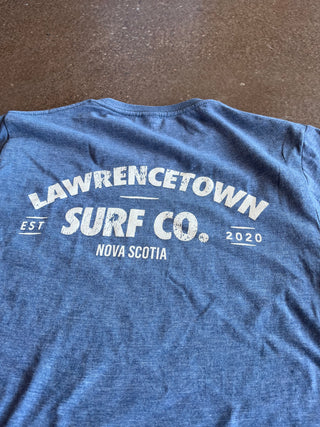 LAWRENCETOWN
EST SURF CO. 2020
NOVA SCOTIA